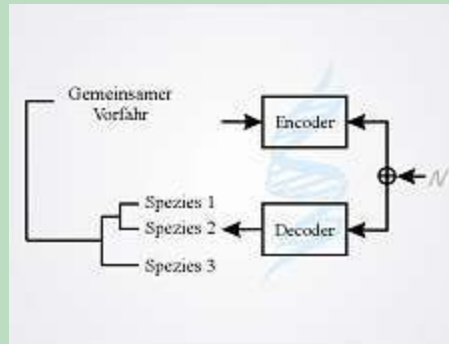 Gemeinsamer
Vorfahr
Encoder
N
Spezies 1
Spezies 2
Decoder
Spezies 3